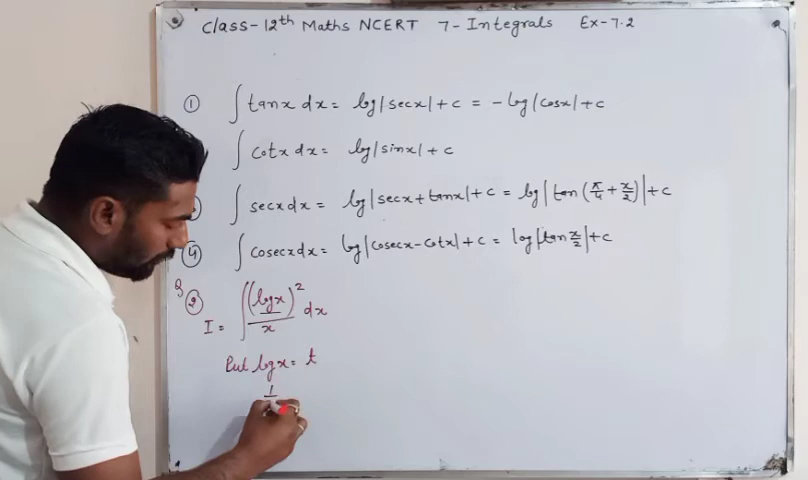 Class-12th Maths NCERT 7-Integrals Ex-7.2
① ∫ tanx dx = log|secx|+c = -log|cosx|+c
∫ cotx dx = log|sinx|+c
∫ secx dx = log|secx+tanx|+c = log|tan(π/4+x/2)|+c
④ ∫ cosecx dx = log|cosecx-cotx|+c = log|tan x/2|+c
Q ②
I = ∫ (logx)²/x dx
Put logx = t
1